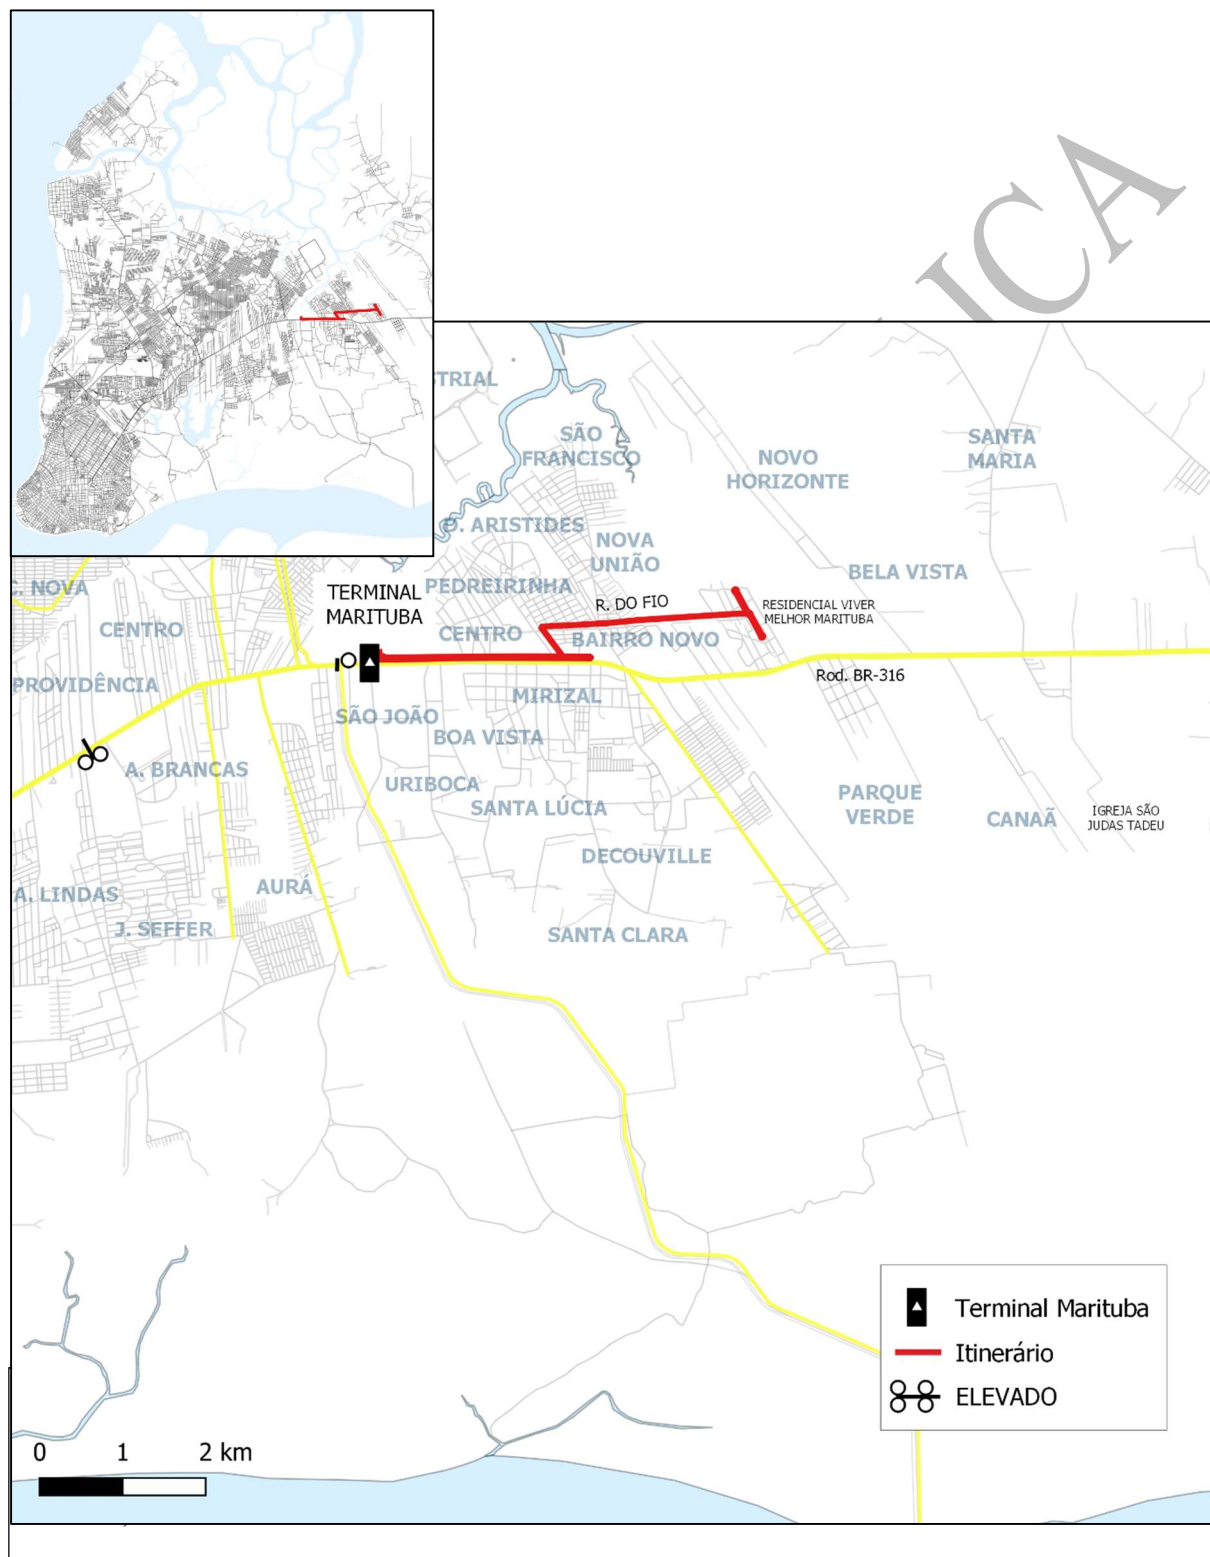 ICA
STRIAL
SÃO
FRANCISCO
SANTA
MARIA
NOVO
HORIZONTE
D. ARISTIDES
NOVA
UNIÃO
BELA VISTA
C. NOVA
PEDREIRINHA
TERMINAL
MARITUBA
R. DO FIO
RESIDENCIAL VIVER
MELHOR MARITUBA
CENTRO
CENTRO
BAIRRO NOVO
PROVIDÊNCIA
Rod. BR-316
MIRIZAL
SÃO JOÃO
BOA VISTA
A. BRANCAS
URIBOCA
SANTA LÚCIA
PARQUE
VERDE
CANAÃ
IGREJA SÃO
JUDAS TADEU
DECOUVILLE
AURÁ
A. LINDAS
J. SEFFER
SANTA CLARA
Terminal Marituba
Itinerário
ELEVADO
0 1 2 km